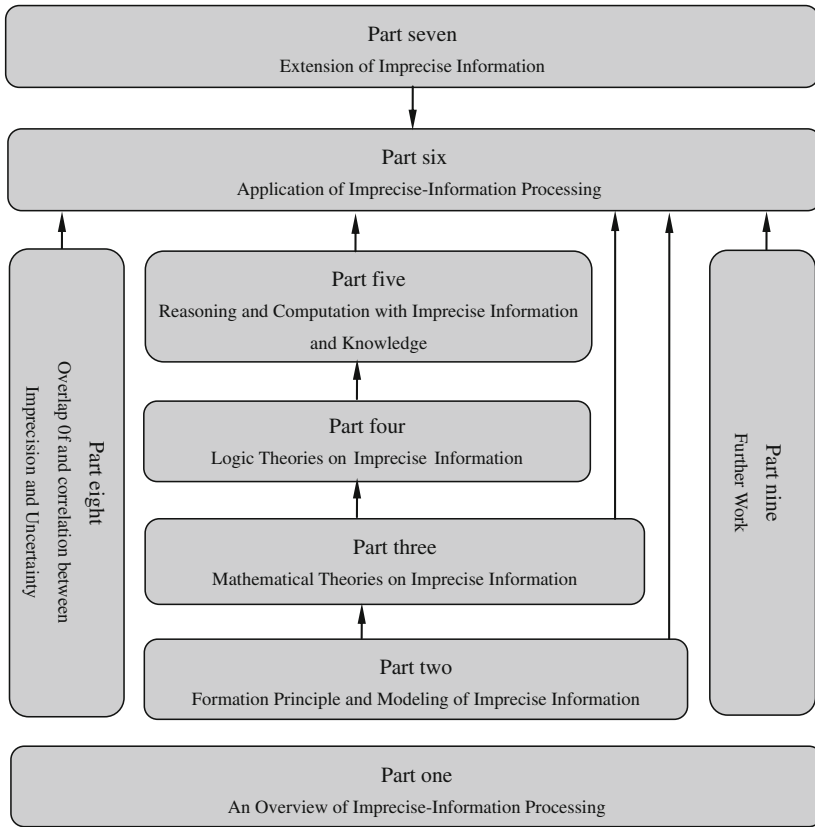 Part seven
Extension of Imprecise Information
Part six
Application of Imprecise-Information Processing
Part eight
Overlap 0f and correlation between
Imprecision and Uncertainty
Part five
Reasoning and Computation with Imprecise Information
and Knowledge
Part four
Logic Theories on Imprecise Information
Part three
Mathematical Theories on Imprecise Information
Part two
Formation Principle and Modeling of Imprecise Information
Part nine
Further Work
Part one
An Overview of Imprecise-Information Processing